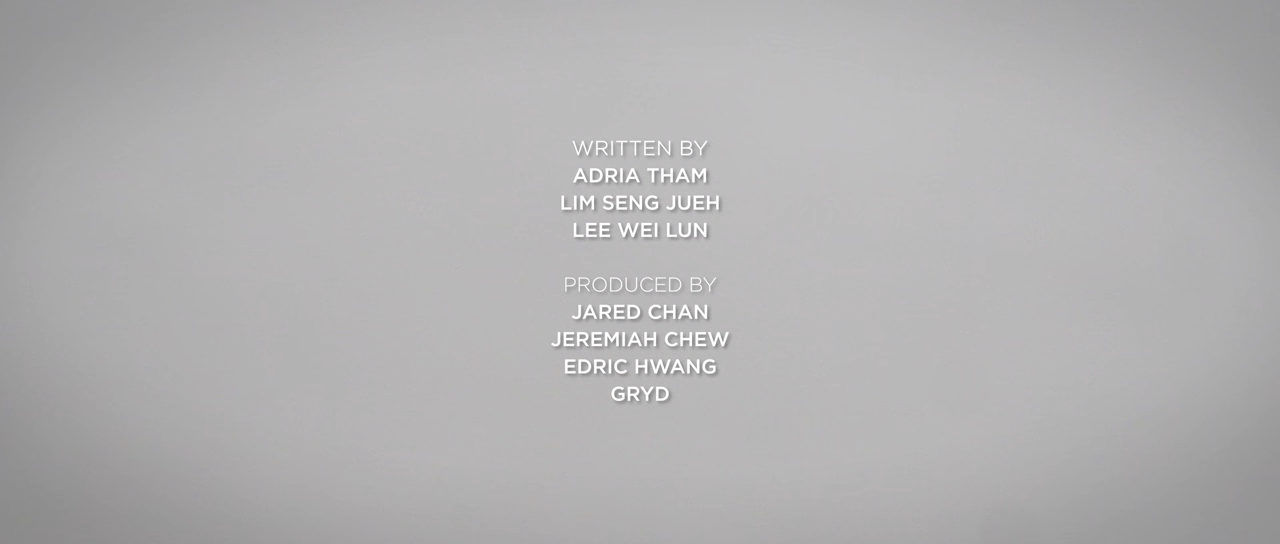 WRITTEN BY
ADRIA THAM
LIM SENG JUEH
LEE WEI LUN
PRODUCED BY
JARED CHAN
JEREMIAH CHEW
EDRIC HWANG
GRYD